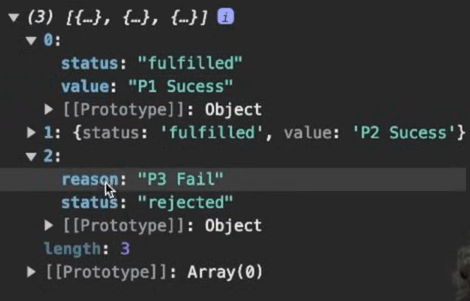 ▼ (3) [{…}, {…}, {…}] i
▼ 0:
status: "fulfilled"
value: "P1 Sucess"
▶ [[Prototype]]: Object
▶ 1: {status: 'fulfilled', value: 'P2 Sucess'}
▼ 2:
reason: "P3 Fail"
status: "rejected"
▶ [[Prototype]]: Object
length: 3
▶ [[Prototype]]: Array(0)